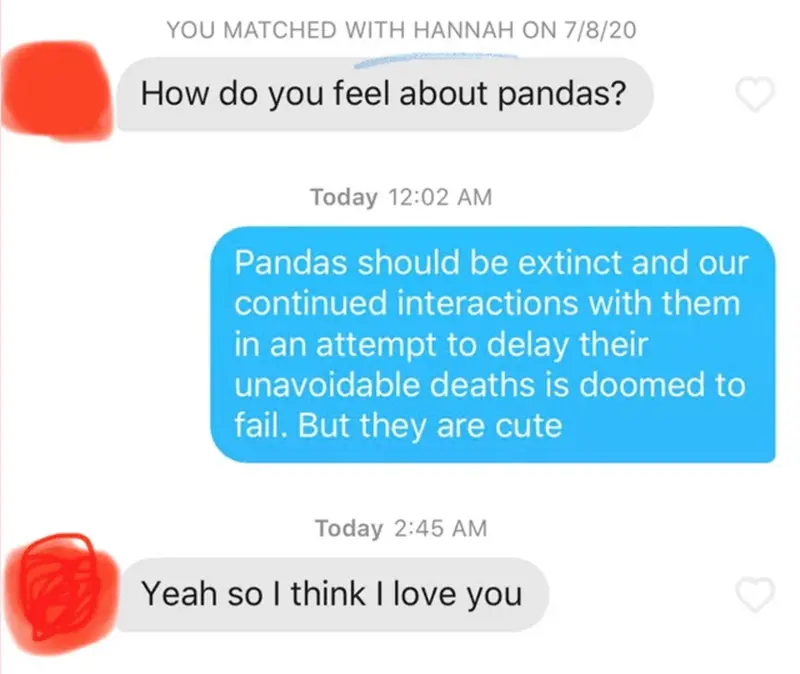 YOU MATCHED WITH HANNAH ON 7/8/20
How do you feel about pandas?
Today 12:02 AM
Pandas should be extinct and our
continued interactions with them
in an attempt to delay their
unavoidable deaths is doomed to
fail. But they are cute
Today 2:45 AM
Yeah so I think I love you